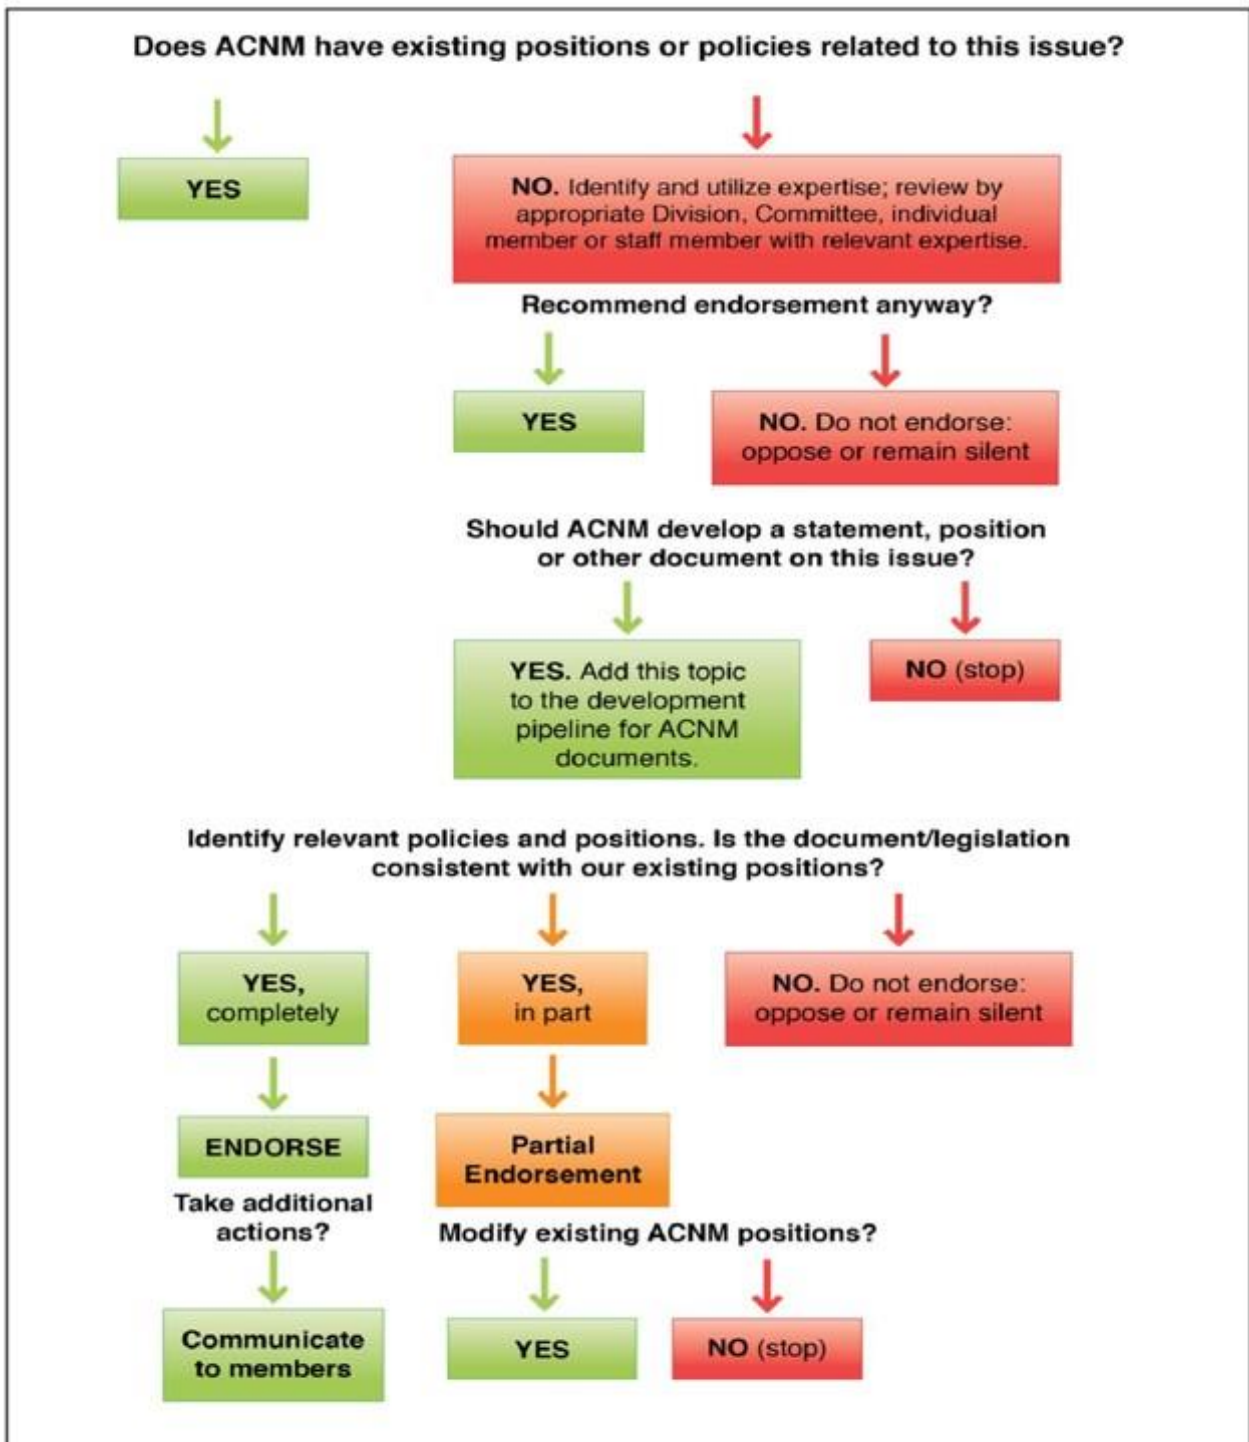 Does ACNM have existing positions or policies related to this issue?
YES
NO. Identify and utilize expertise; review by
appropriate Division, Committee, individual
member or staff member with relevant expertise.
Recommend endorsement anyway?
YES
NO. Do not endorse:
oppose or remain silent
Should ACNM develop a statement, position
or other document on this issue?
YES. Add this topic
to the development
pipeline for ACNM
documents.
NO (stop)
Identify relevant policies and positions. Is the document/legislation
consistent with our existing positions?
YES,
completely
YES,
in part
NO. Do not endorse:
oppose or remain silent
ENDORSE
Partial
Endorsement
Take additional
actions?
Modify existing ACNM positions?
Communicate
to members
YES
NO (stop)